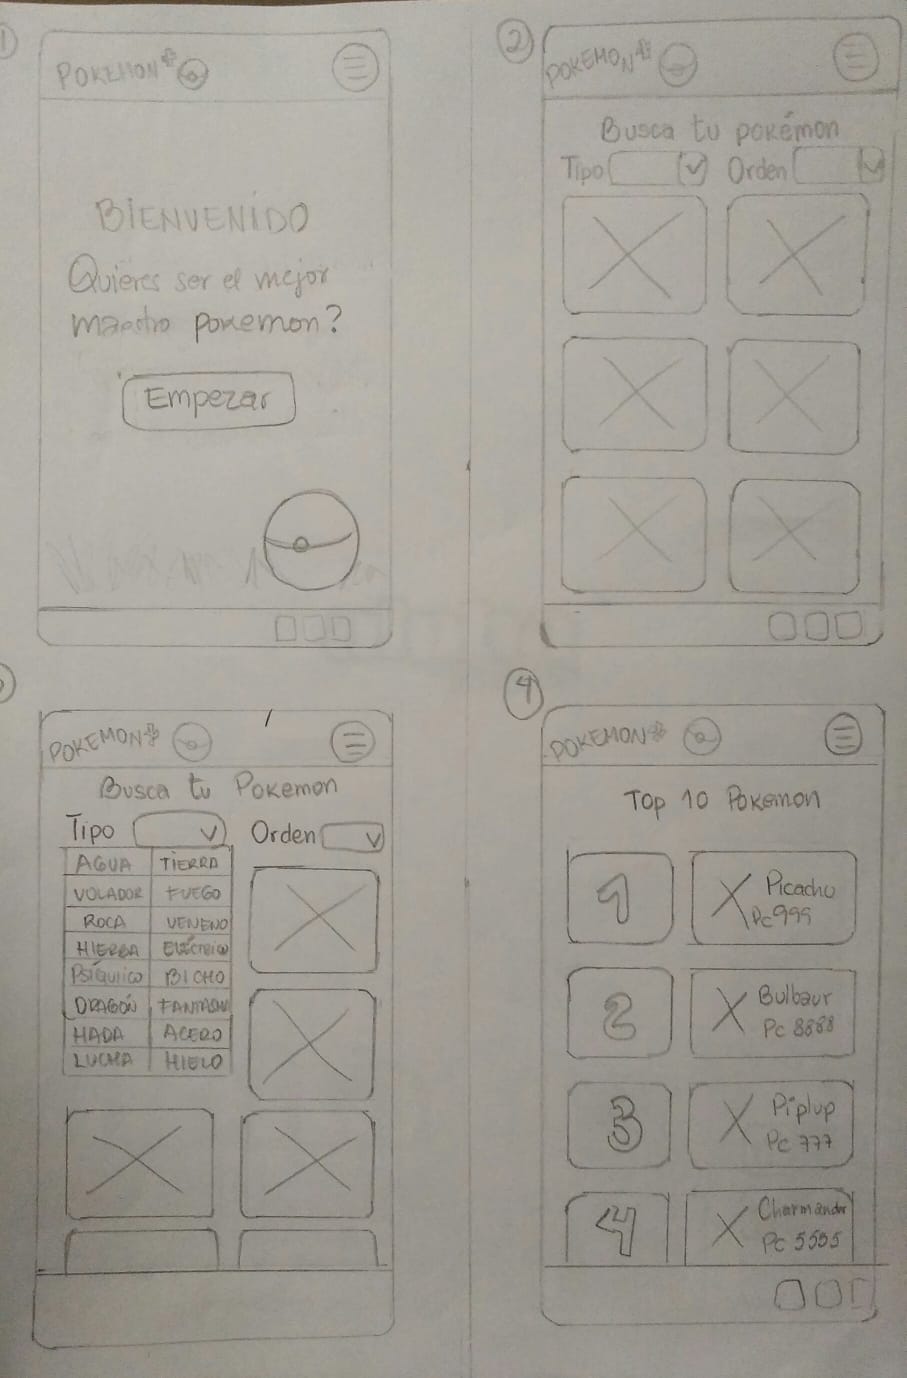 1
POKEMON
BIENVENIDO
Quieres ser el mejor
maestro pokemon?
Empezar
2
POKEMON
Busca tu pokémon
Tipo Orden
POKEMON
Busca tu Pokemon
Tipo Orden
AGUA TIERRA
VOLADOR FUEGO
ROCA VENENO
HIERBA Eléctrico
Psíquico BICHO
DRAGÓN FANTASMA
HADA ACERO
LUCHA HIELO
4
POKEMON
TOP 10 Pokemon
1 Picachu
Pc 999
2 Bulbaur
Pc 8888
3 Piplup
Pc 777
4 Charmander
PC 5555